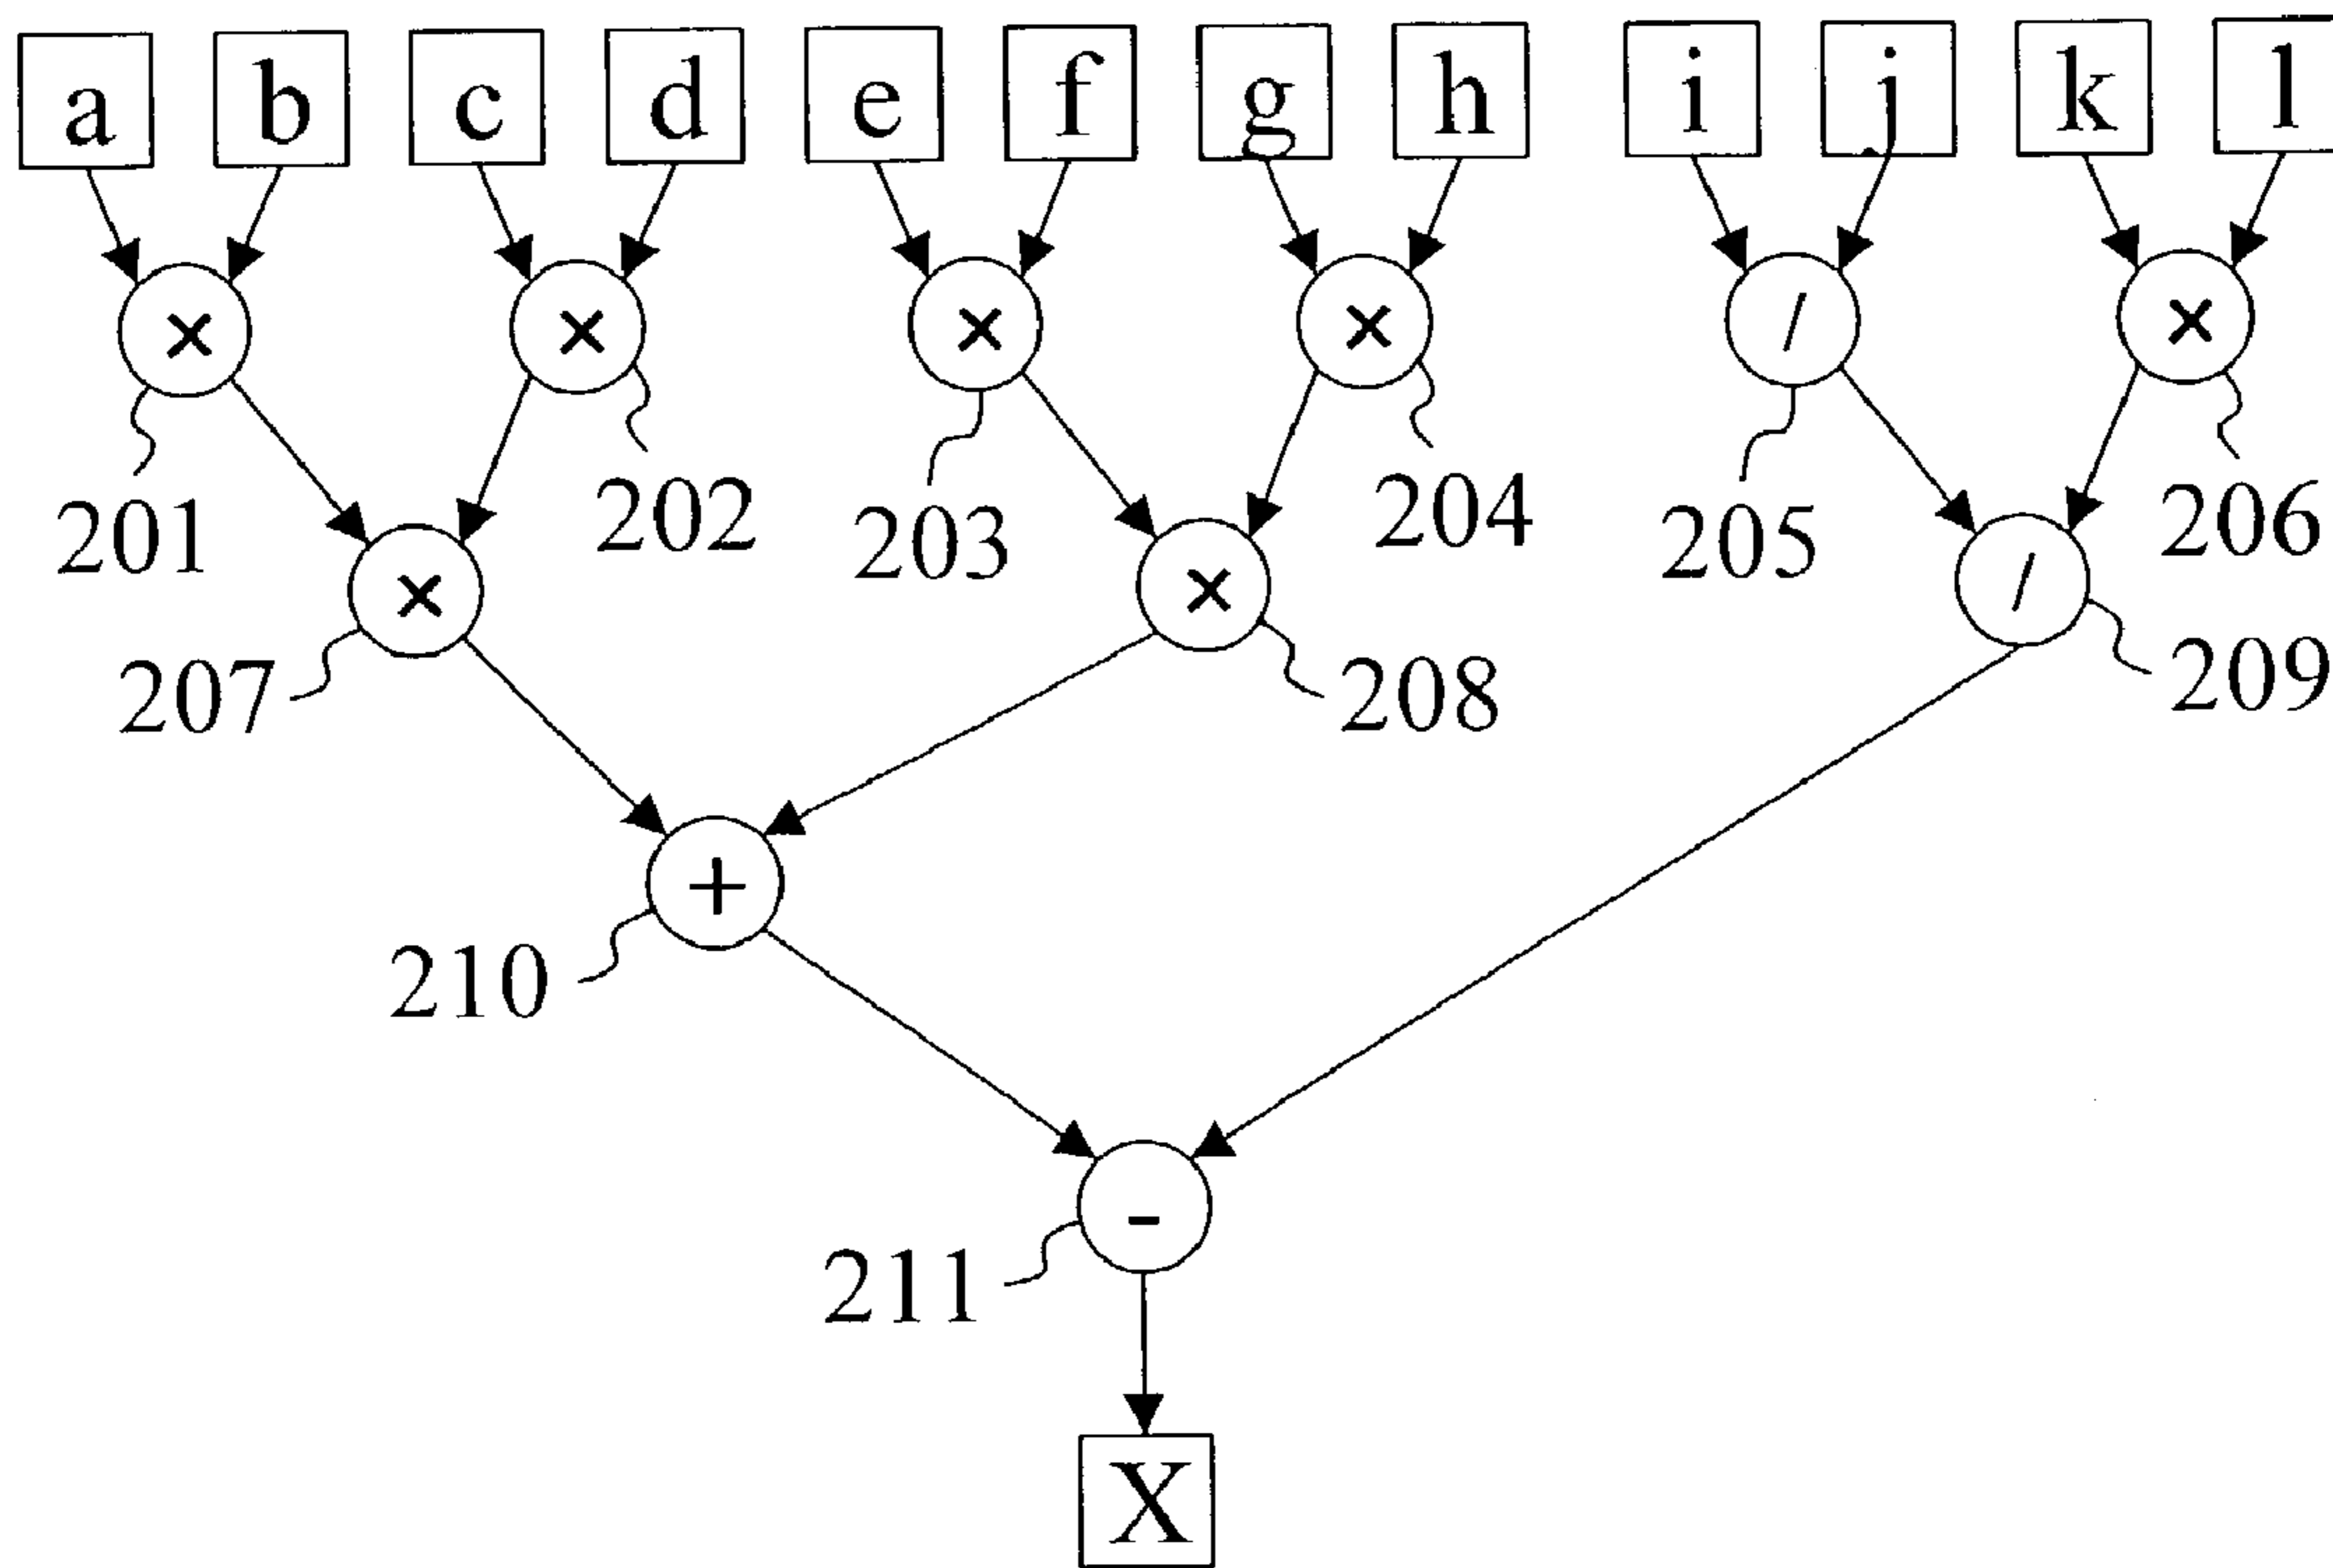 a b c d e f g h i j k l
× × × × / ×
201 202 203 204 205 206
× × /
207 208 209
+
210
-
211
X